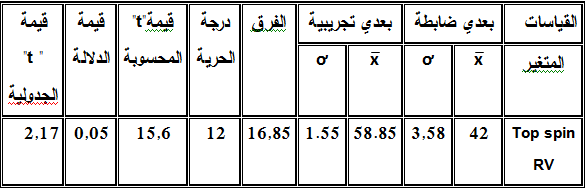 القياسات بعدي ضابطة بعدي تجريبية الفرق درجة الحرية قيمة"t" المحسوبة قيمة الدلالة قيمة "t" الجدولية
المتغير x̄ σ x̄ σ
Top spin RV 42 3,58 58.85 1.55 16,85 12 15,6 0,05 2,17